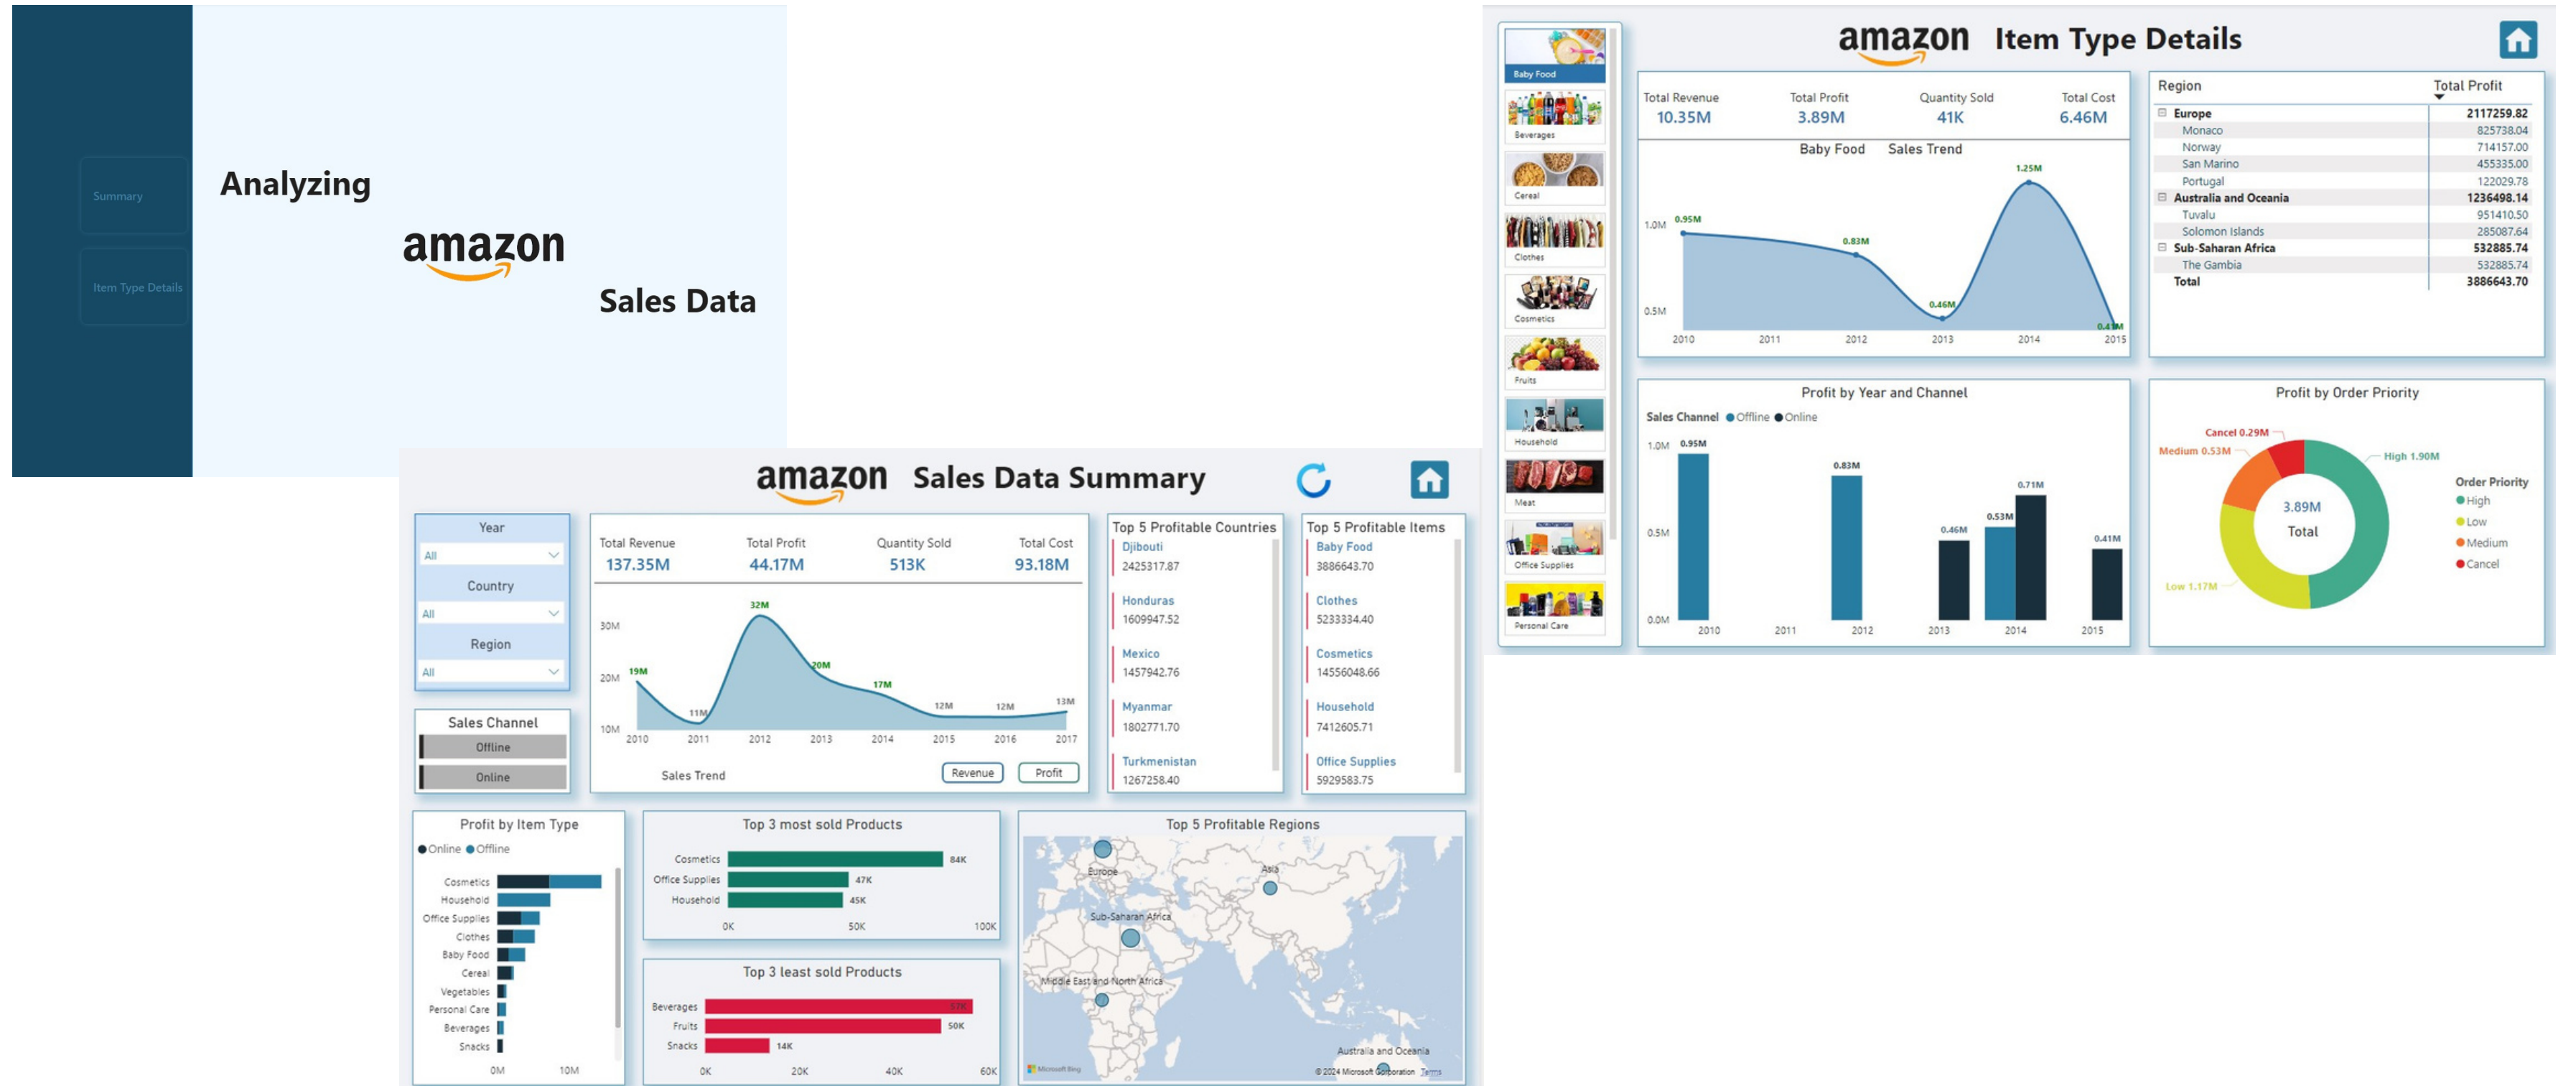 Summary
Item Type Details
Analyzing
amazon
Sales Data
amazon Sales Data Summary
Year
All
Country
All
Region
All
Sales Channel
Offline
Online
Total Revenue Total Profit Quantity Sold Total Cost
137.35M 44.17M 513K 93.18M
32M
30M
19M
20M
20M
17M
11M
12M 12M 13M
10M
2010 2011 2012 2013 2014 2015 2016 2017
Sales Trend Revenue Profit
Top 5 Profitable Countries
Djibouti
2425317.87
Honduras
1609947.52
Mexico
1457942.76
Myanmar
1802771.70
Turkmenistan
1267258.40
Top 5 Profitable Items
Baby Food
3886643.70
Clothes
5233334.40
Cosmetics
14556048.66
Household
7412605.71
Office Supplies
5929583.75
Profit by Item Type
Online Offline
Cosmetics
Household
Office Supplies
Clothes
Baby Food
Cereal
Vegetables
Personal Care
Beverages
Snacks
0M 10M
Top 3 most sold Products
Cosmetics 84K
Office Supplies 47K
Household 45K
0K 50K 100K
Top 3 least sold Products
Beverages 57K
Fruits 50K
Snacks 14K
0K 20K 40K 60K
Top 5 Profitable Regions
Europe
Asia
Sub-Saharan Africa
Middle East and North Africa
Australia and Oceania
Microsoft Bing
© 2024 Microsoft Corporation Terms
amazon Item Type Details
Baby Food
Beverages
Cereal
Clothes
Cosmetics
Fruits
Household
Meat
Office Supplies
Personal Care
Total Revenue Total Profit Quantity Sold Total Cost
10.35M 3.89M 41K 6.46M
Baby Food Sales Trend
1.25M
0.95M
1.0M
0.83M
0.46M
0.5M
0.41M
2010 2011 2012 2013 2014 2015
Region Total Profit
Europe 2117259.82
Monaco 825738.04
Norway 714157.00
San Marino 455335.00
Portugal 122029.78
Australia and Oceania 1236498.14
Tuvalu 951410.50
Solomon Islands 285087.64
Sub-Saharan Africa 532885.74
The Gambia 532885.74
Total 3886643.70
Profit by Year and Channel
Sales Channel Offline Online
1.0M 0.95M
0.83M
0.71M
0.53M
0.5M
0.46M
0.41M
0.0M
2010 2011 2012 2013 2014 2015
Profit by Order Priority
Cancel 0.29M
Medium 0.53M
High 1.90M
Low 1.17M
3.89M
Total
Order Priority
High
Low
Medium
Cancel